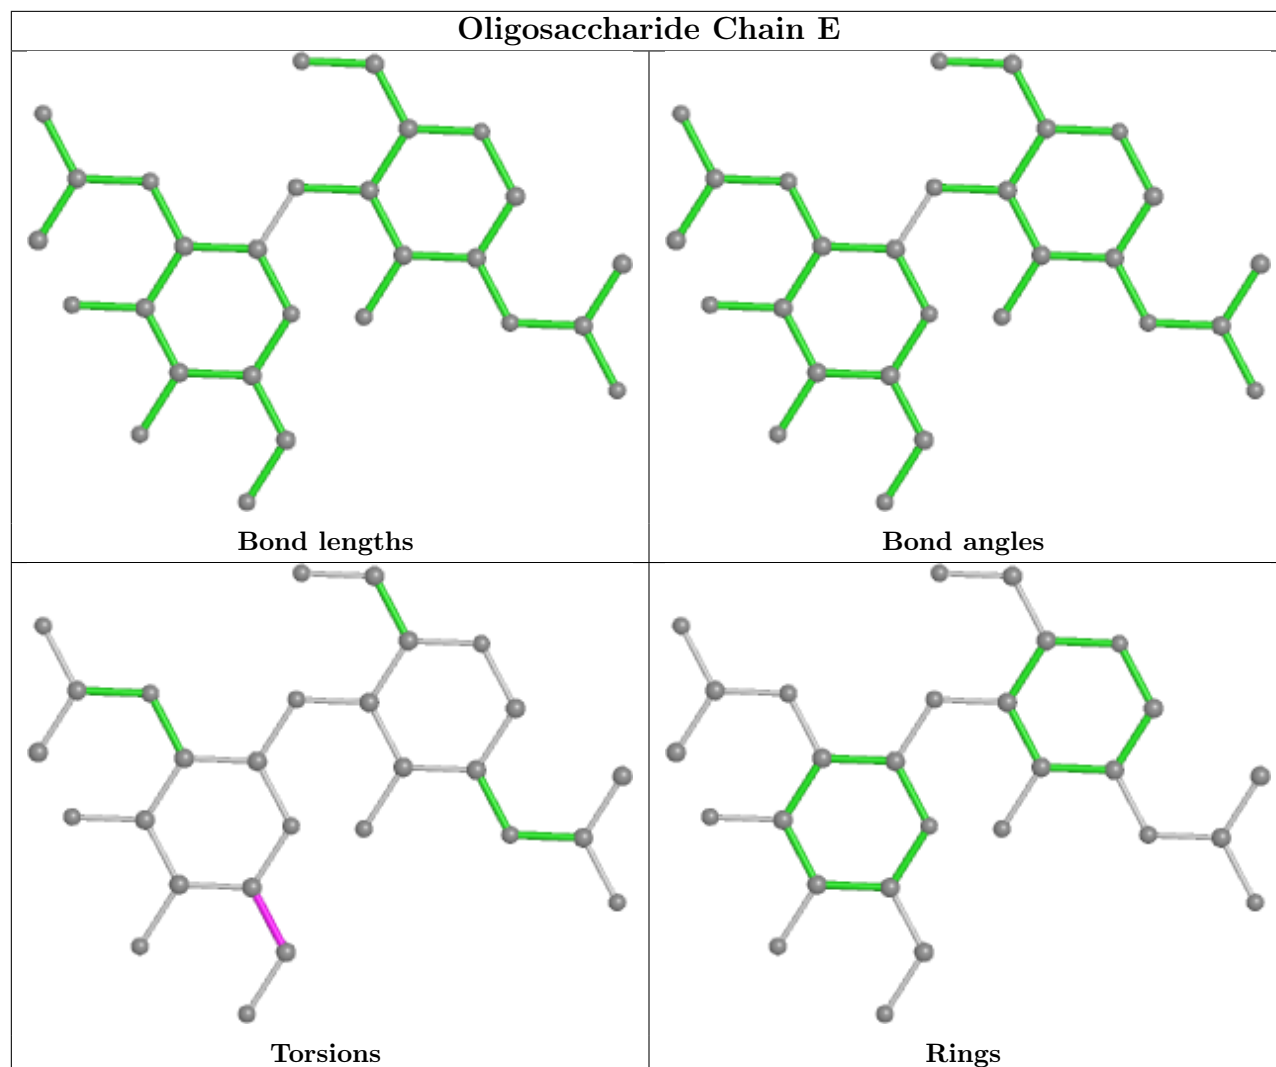 Oligosaccharide Chain E
Bond lengths
Bond angles
Torsions
Rings